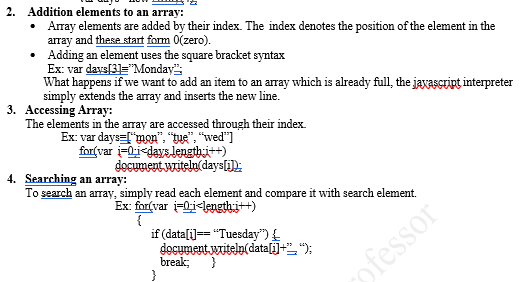 2. Addition elements to an array:
• Array elements are added by their index. The index denotes the position of the element in the
array and these start form 0(zero).
• Adding an element uses the square bracket syntax
Ex: var days[3]="Monday";
What happens if we want to add an item to an array which is already full, the javascript interpreter
simply extends the array and inserts the new line.
3. Accessing Array:
The elements in the array are accessed through their index.
Ex: var days=["mon", "tue", "wed"]
for(var i=0;i<days.length;i++)
document.writeln(days[i]);
4. Searching an array:
To search an array, simply read each element and compare it with search element.
Ex: for(var i=0;i<length;i++)
{
if (data[i]== “Tuesday”) {
document.writeln(data[i]+”, “);
break; }
}
ofessor